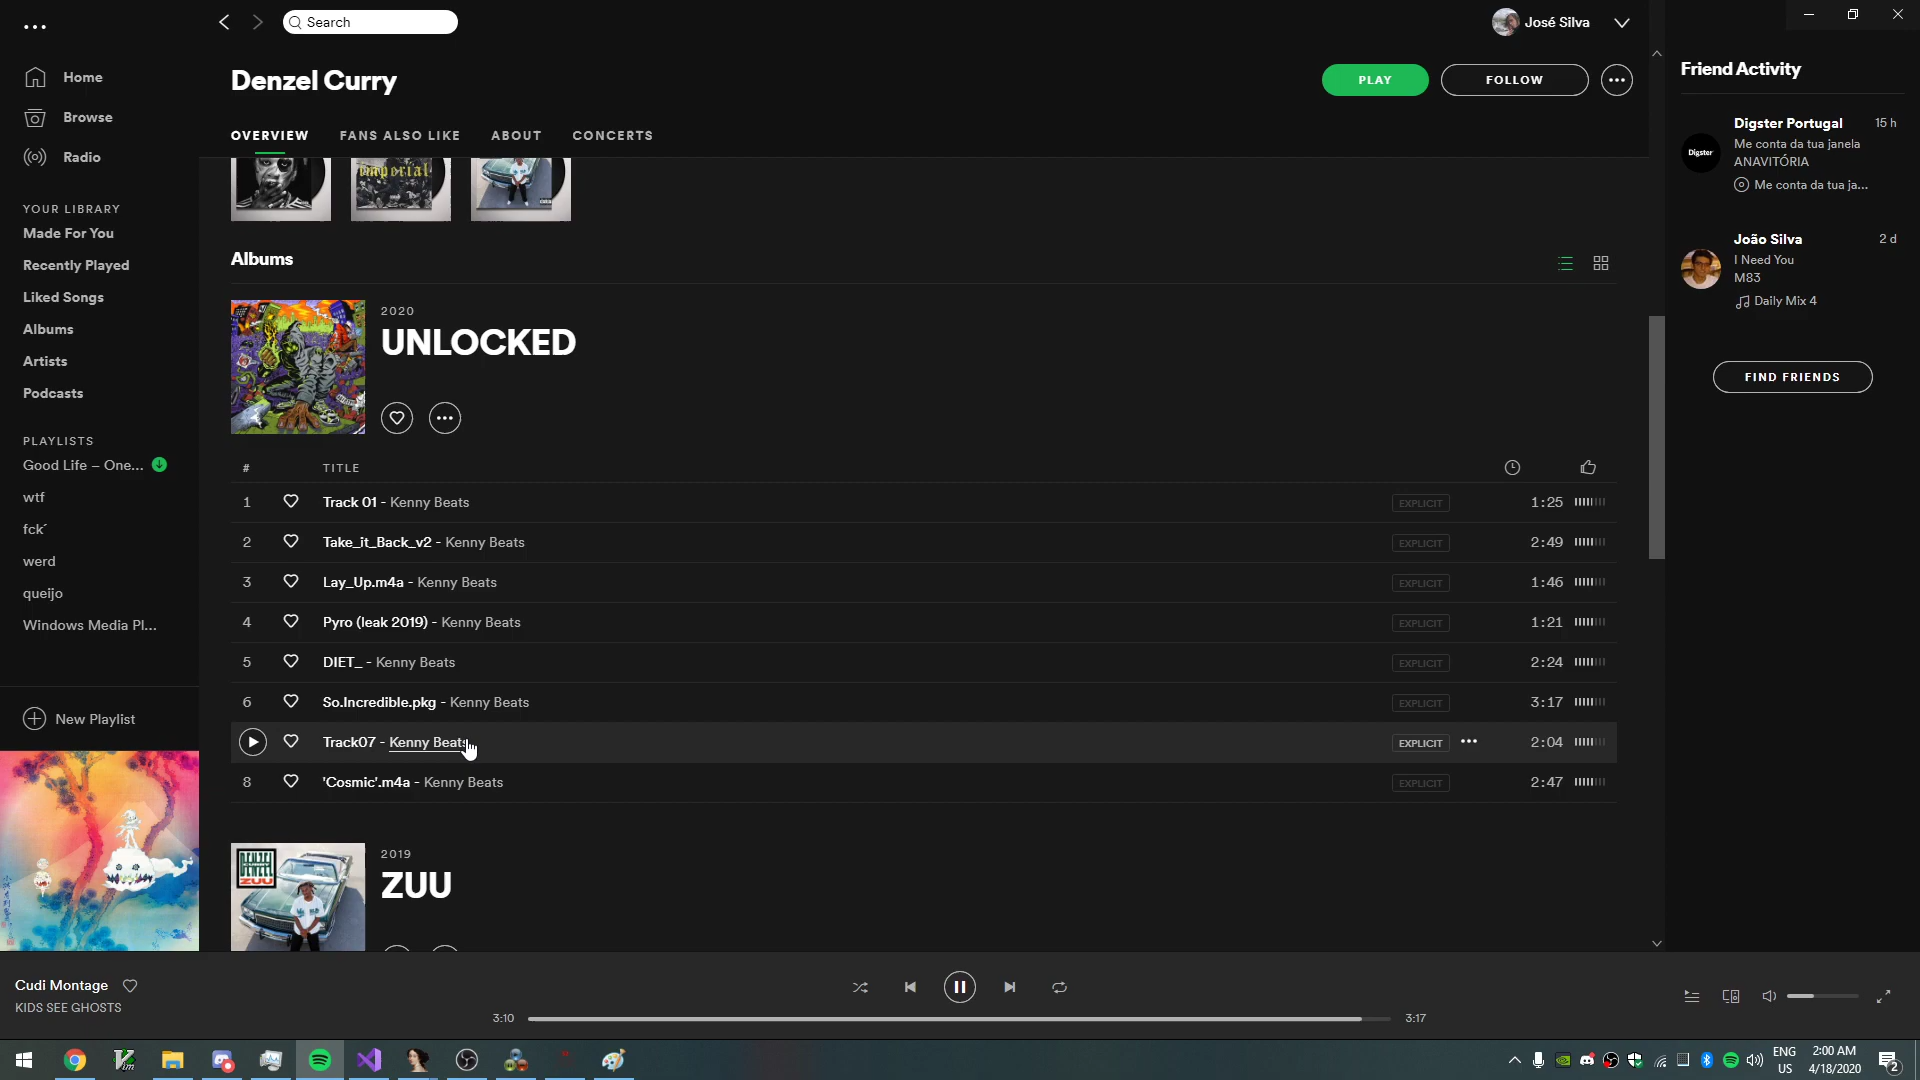 Search
José Silva
Home
Browse
Radio
YOUR LIBRARY
Made For You
Recently Played
Liked Songs
Albums
Artists
Podcasts
PLAYLISTS
Good Life – One...
wtf
fck´
werd
queijo
Windows Media Pl...
New Playlist
Denzel Curry
PLAY
FOLLOW
OVERVIEW
FANS ALSO LIKE
ABOUT
CONCERTS
Albums
2020
UNLOCKED
# TITLE
1 Track 01 - Kenny Beats EXPLICIT 1:25
2 Take_it_Back_v2 - Kenny Beats EXPLICIT 2:49
3 Lay_Up.m4a - Kenny Beats EXPLICIT 1:46
4 Pyro (leak 2019) - Kenny Beats EXPLICIT 1:21
5 DIET_ - Kenny Beats EXPLICIT 2:24
6 So.Incredible.pkg - Kenny Beats EXPLICIT 3:17
Track07 - Kenny Beats EXPLICIT 2:04
8 'Cosmic'.m4a - Kenny Beats EXPLICIT 2:47
DENZEL
CURRY
ZUU
2019
ZUU
Friend Activity
Digster
Digster Portugal 15 h
Me conta da tua janela
ANAVITÓRIA
Me conta da tua ja...
João Silva 2 d
I Need You
M83
Daily Mix 4
FIND FRIENDS
Cudi Montage
KIDS SEE GHOSTS
3:10
3:17
ENG
US
2:00 AM
4/18/2020
2